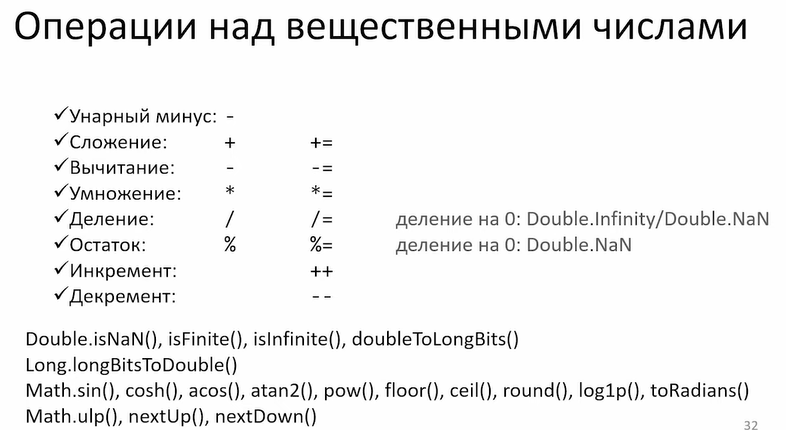 Операции над вещественными числами
✓Унарный минус: -
✓Сложение: + +=
✓Вычитание: - -=
✓Умножение: * *=
✓Деление: / /= деление на 0: Double.Infinity/Double.NaN
✓Остаток: % %= деление на 0: Double.NaN
✓Инкремент: ++
✓Декремент: --
Double.isNaN(), isFinite(), isInfinite(), doubleToLongBits()
Long.longBitsToDouble()
Math.sin(), cosh(), acos(), atan2(), pow(), floor(), ceil(), round(), log1p(), toRadians()
Math.ulp(), nextUp(), nextDown()
32